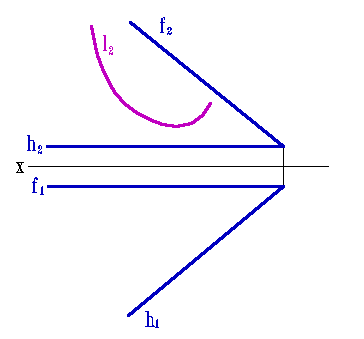 f₂
l₂
h₂
x
f₁
h₁